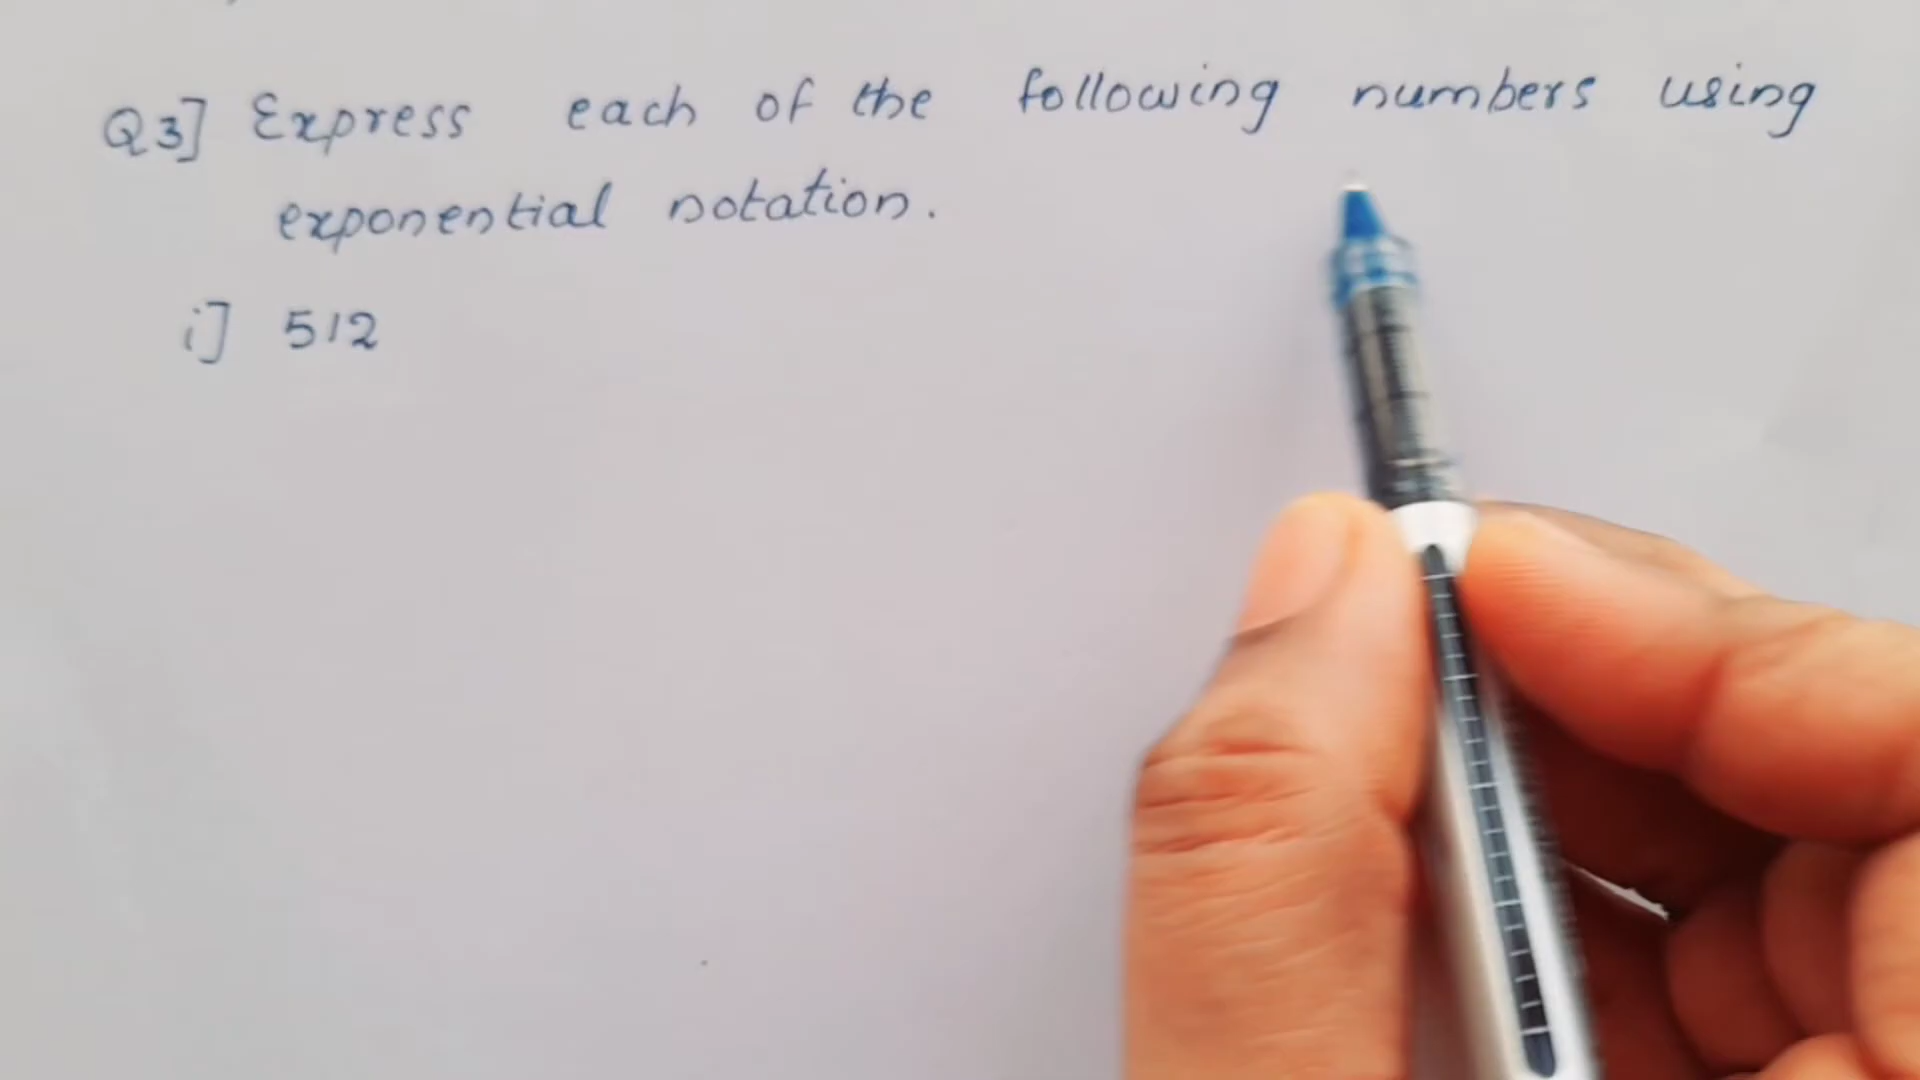 Q3] Express each of the following numbers using
exponential notation.
i] 512